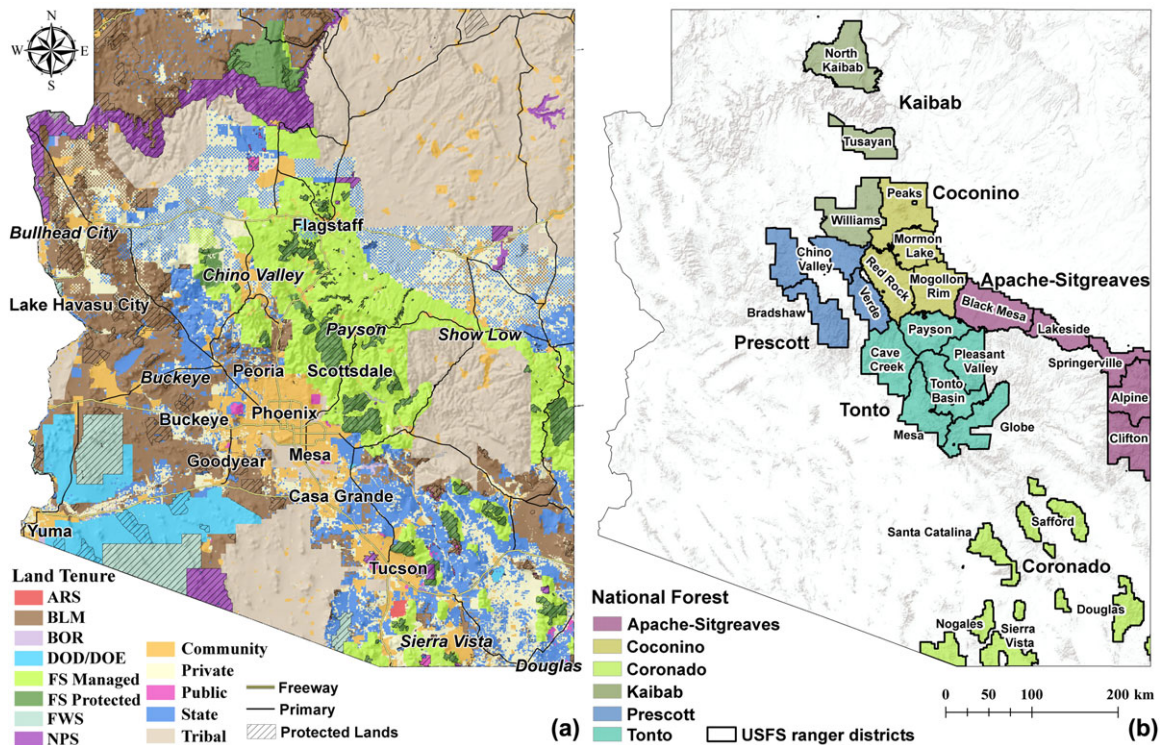 N
W
E
S
Flagstaff
Bullhead City
Chino Valley
Lake Havasu City
Payson
Show Low
Buckeye
Peoria
Scottsdale
Buckeye
Phoenix
Goodyear
Mesa
Casa Grande
Yuma
Tucson
Sierra Vista
Douglas
Land Tenure
ARS
BLM
BOR
DOD/DOE
FS Managed
FS Protected
FWS
NPS
Community
Private
Public
State
Tribal
Freeway
Primary
Protected Lands
(a)
North
Kaibab
Kaibab
Tusayan
Peaks
Coconino
Williams
Mormon
Lake
Chino
Valley
Red Rock
Mogollon
Rim
Apache-Sitgreaves
Verde
Black Mesa
Bradshaw
Lakeside
Prescott
Payson
Springerville
Cave
Creek
Pleasant
Valley
Tonto
Basin
Alpine
Tonto
Mesa
Globe
Clifton
Safford
Santa Catalina
Coronado
Douglas
Nogales
Sierra
Vista
National Forest
Apache-Sitgreaves
Coconino
Coronado
Kaibab
Prescott
Tonto
USFS ranger districts
0 50 100 200 km
(b)